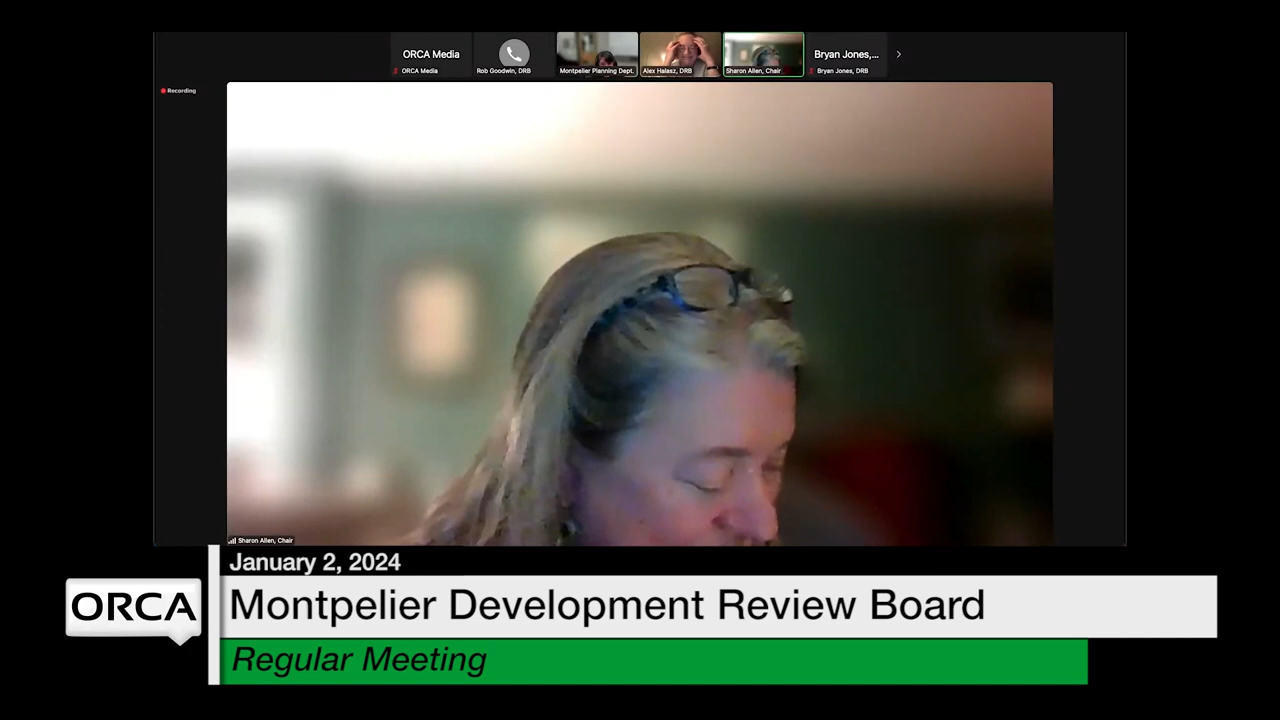 ORCA Media
ORCA Media
Rob Goodwin, DRB
Montpelier Planning Dept.
Alex Halasz, DRB
Sharon Allen, Chair
Bryan Jones,...
Bryan Jones, DRB
Recording
Sharon Allen, Chair
January 2, 2024
ORCA
Montpelier Development Review Board
Regular Meeting